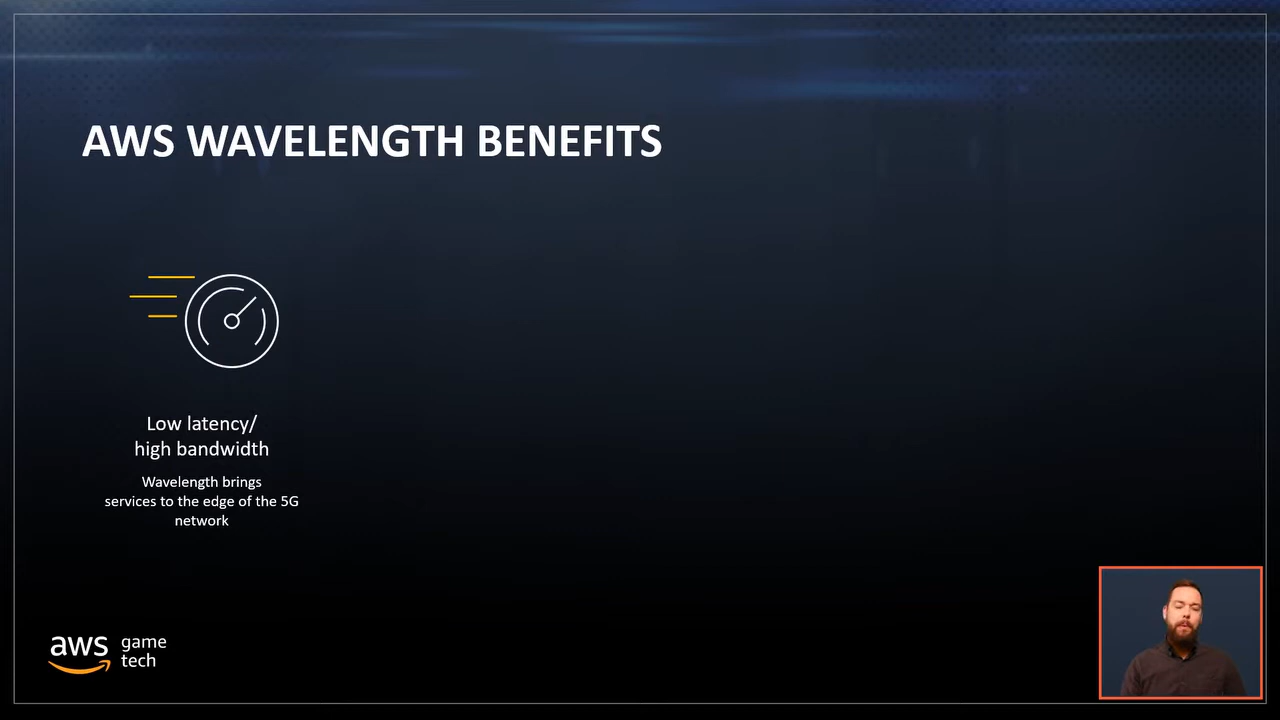 AWS WAVELENGTH BENEFITS
Low latency/
high bandwidth
Wavelength brings
services to the edge of the 5G
network
aws game
tech